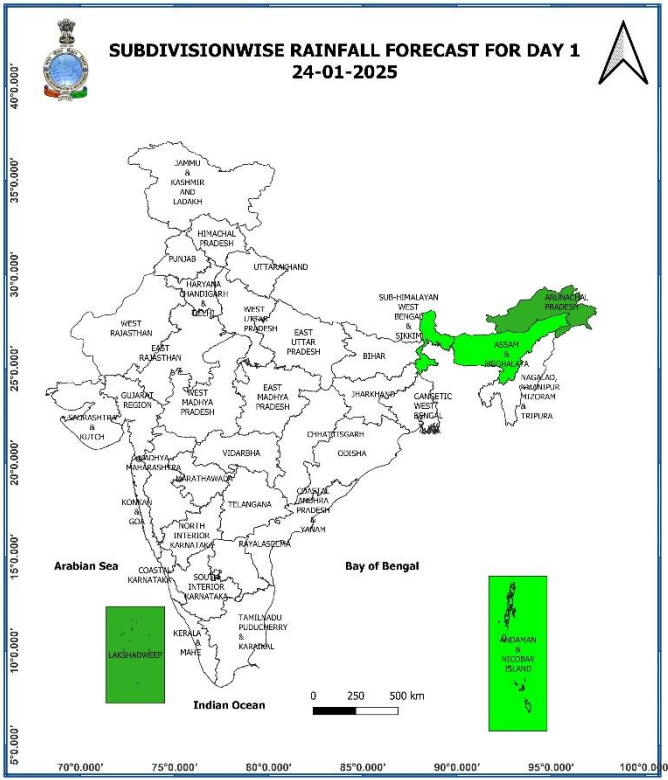 SUBDIVISIONWISE RAINFALL FORECAST FOR DAY 1
24-01-2025
40°0.000'
35°0.000'
30°0.000'
25°0.000'
20°0.000'
15°0.000'
10°0.000'
5°0.000'
JAMMU
&
KASHMIR
AND
LADAKH
HIMACHAL
PRADESH
PUNJAB
UTTARAKHAND
HARYANA
CHANDIGARH
&
DELHI
WEST
UTTAR
PRADESH
SUB-HIMALAYAN
WEST
BENGAL
&
SIKKIM
ARUNACHAL
PRADESH
WEST
RAJASTHAN
EAST
RAJASTHAN
EAST
UTTAR
PRADESH
BIHAR
ASSAM
&
MEGHALAYA
NAGALAD,
MANIPUR
MIZORAM
&
TRIPURA
GUJARAT
REGION
WEST
MADHYA
PRADESH
EAST
MADHYA
PRADESH
JHARKHAND
GANGETIC
WEST
BENGAL
SAURASHTRA
&
KUTCH
CHHATTISGARH
ODISHA
VIDARBHA
MADHYA
MAHARASHTRA
MARATHAWADA
KONKAN
&
GOA
TELANGANA
COASTAL
ANDHRA
PRADESH
&
YANAM
NORTH
INTERIOR
KARNATAKA
RAYALASEEMA
Arabian Sea
Bay of Bengal
COASTAL
KARNATAKA
SOUTH
INTERIOR
KARNATAKA
TAMILNADU
PUDUCHERRY
&
KARAIKAL
KERALA
&
MAHE
LAKSHADWEEP
ANDAMAN
&
NICOBAR
ISLAND
Indian Ocean
0 250 500 km
70°0.000' 75°0.000' 80°0.000' 85°0.000' 90°0.000' 95°0.000' 100°0.000'